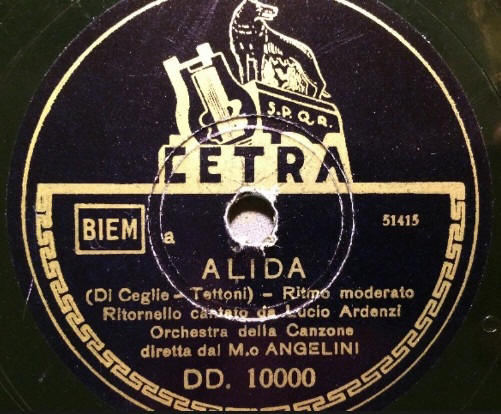 S.P.Q.R.
CETRA
BIEM a 51415
ALIDA
(Di Ceglie - Tettoni) - Ritmo moderato
Ritornello cantato da Lucio Ardenzi
Orchestra della Canzone
diretta dal M.o ANGELINI
DD. 10000